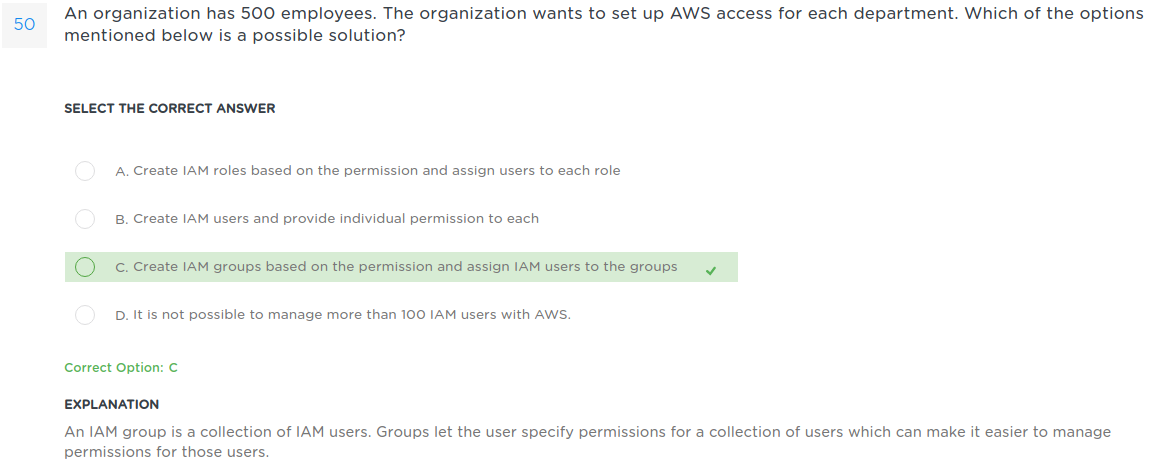 50
An organization has 500 employees. The organization wants to set up AWS access for each department. Which of the options
mentioned below is a possible solution?
SELECT THE CORRECT ANSWER
A. Create IAM roles based on the permission and assign users to each role
B. Create IAM users and provide individual permission to each
C. Create IAM groups based on the permission and assign IAM users to the groups
D. It is not possible to manage more than 100 IAM users with AWS.
Correct Option: C
EXPLANATION
An IAM group is a collection of IAM users. Groups let the user specify permissions for a collection of users which can make it easier to manage
permissions for those users.